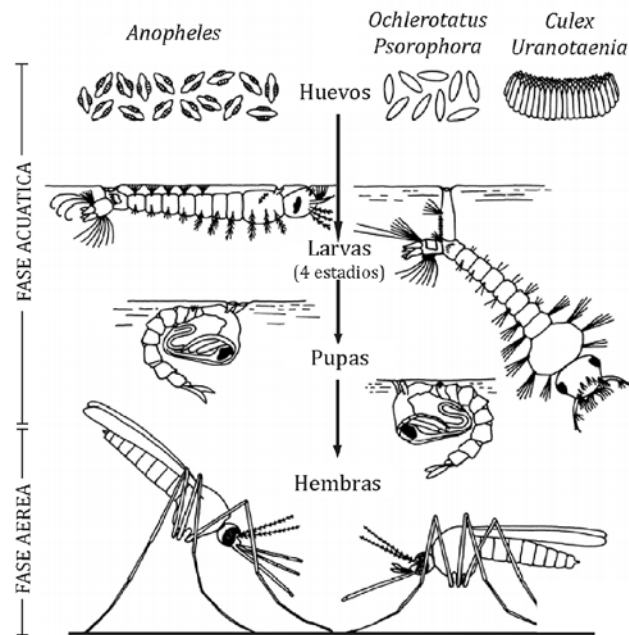 Anopheles
Ochlerotatus
Psorophora
Culex
Uranotaenia
Huevos
Larvas
(4 estadios)
Pupas
Hembras
FASE ACUATICA
FASE AEREA